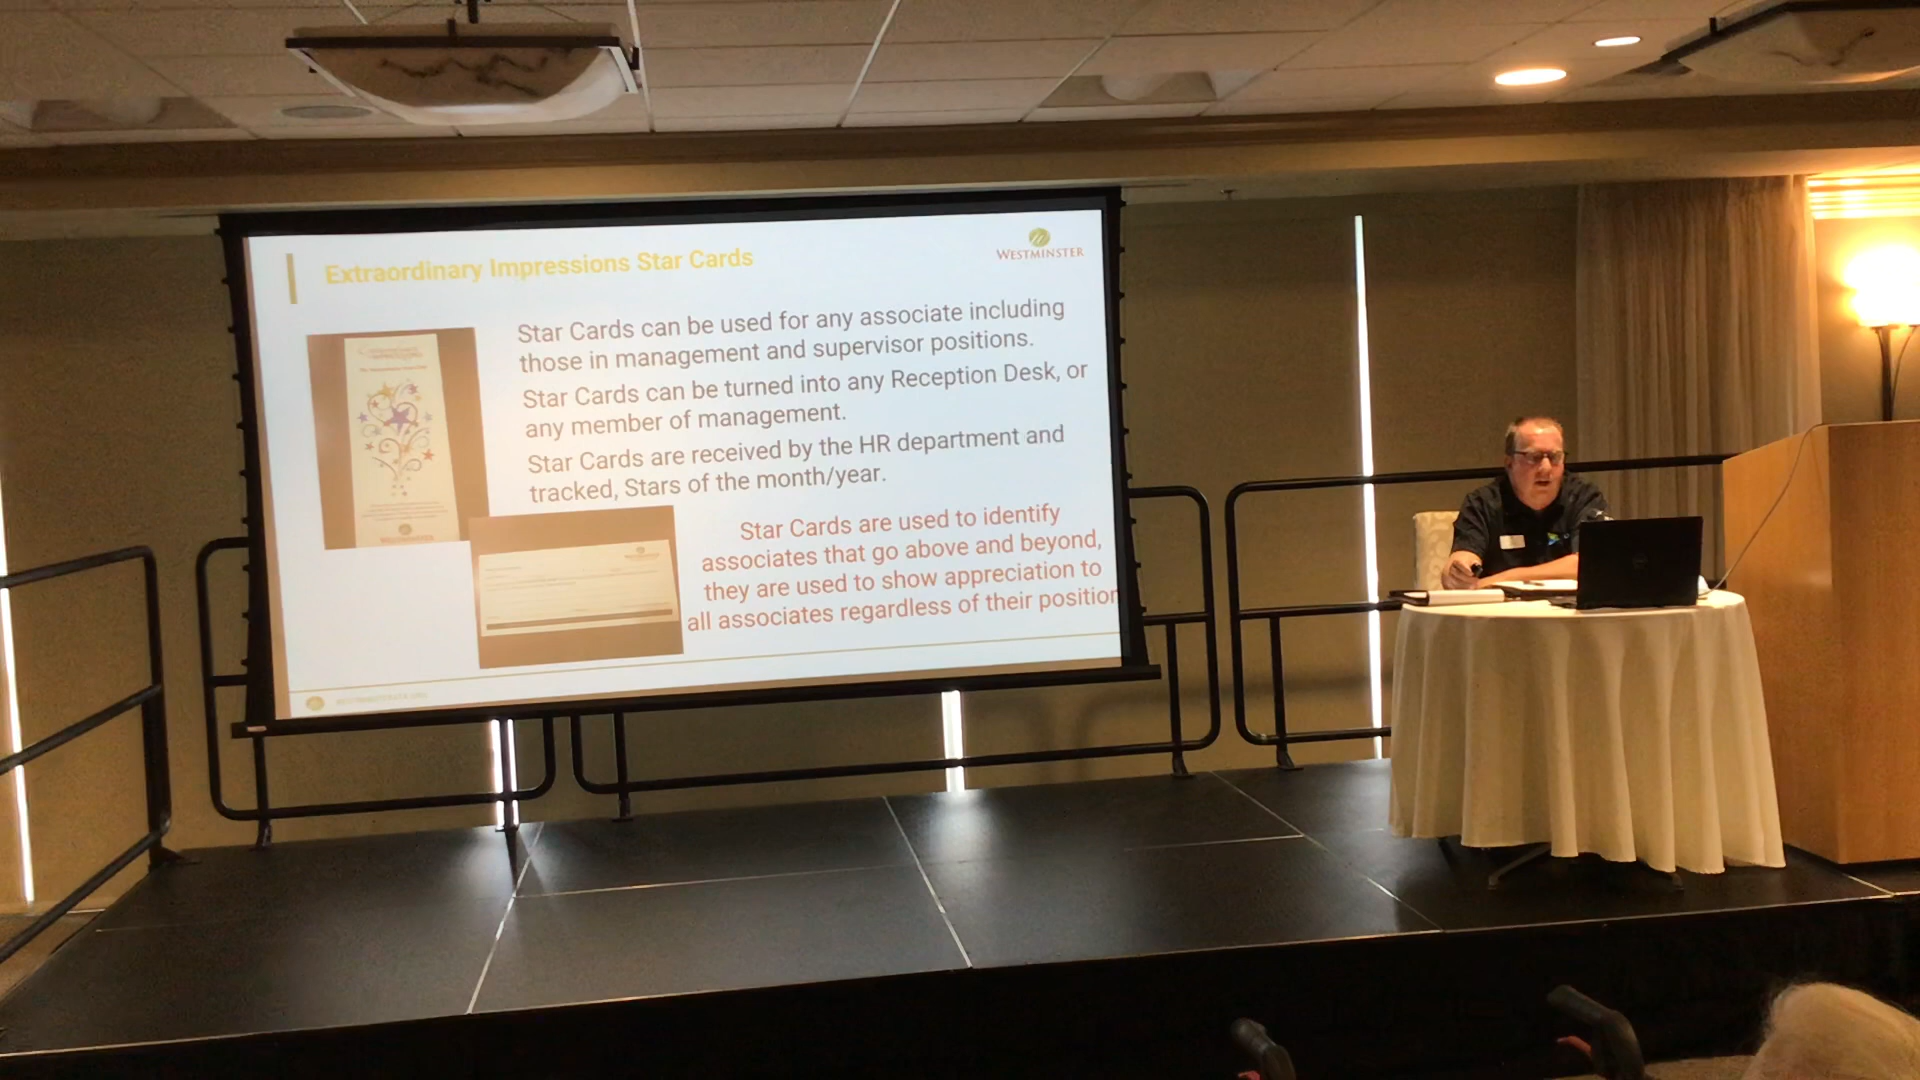 Extraordinary Impressions Star Cards
WESTMINSTER
Star Cards can be used for any associate including
those in management and supervisor positions.
Star Cards can be turned into any Reception Desk, or
any member of management.
Star Cards are received by the HR department and
tracked, Stars of the month/year.
Star Cards are used to identify
associates that go above and beyond,
they are used to show appreciation to
all associates regardless of their position